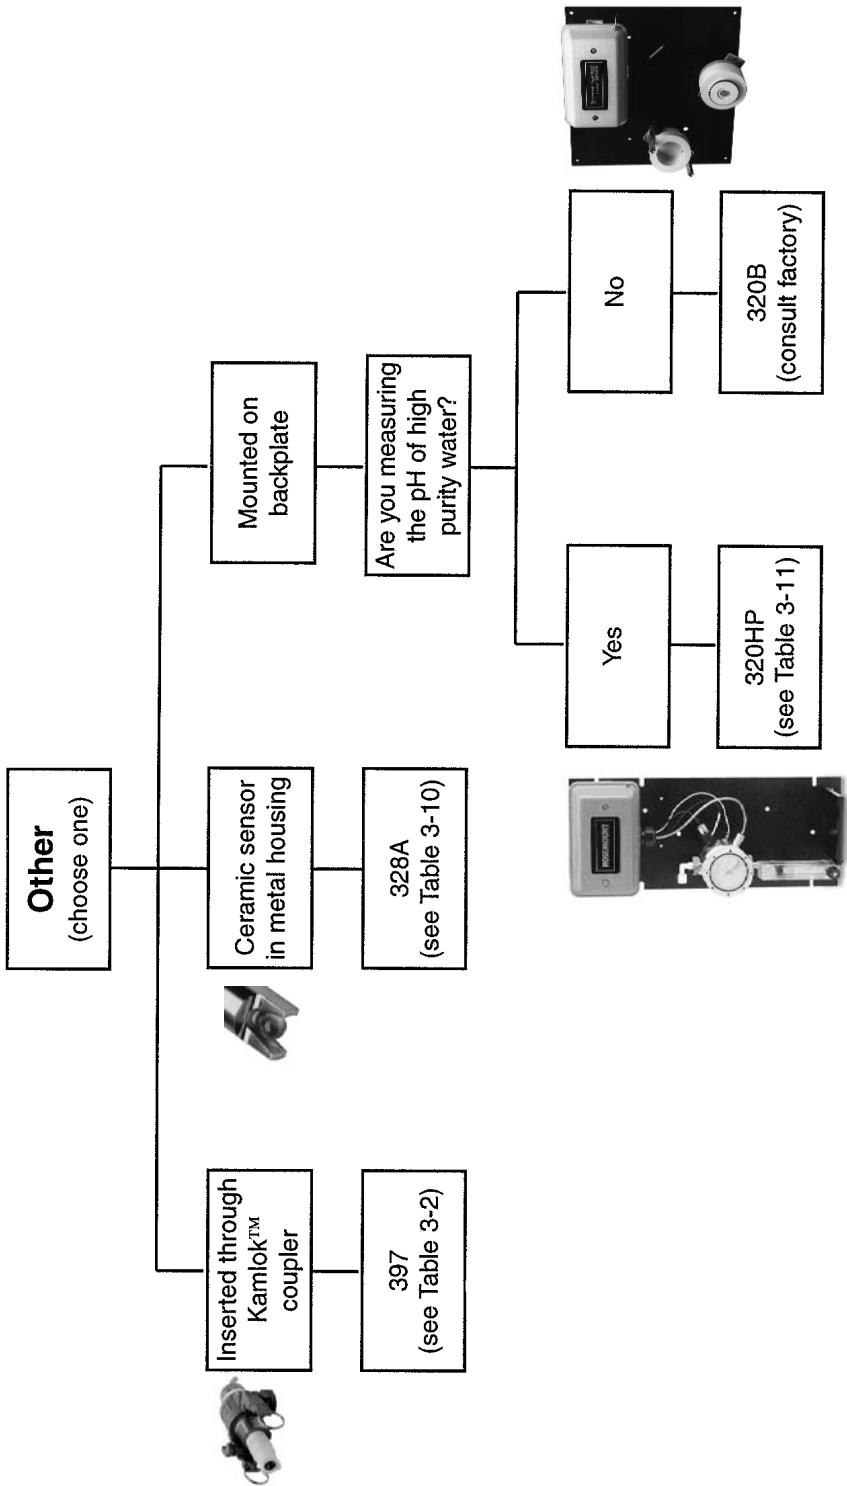 Other
(choose one)
Inserted through
Kamlok™
coupler
397
(see Table 3-2)
Ceramic sensor
in metal housing
328A
(see Table 3-10)
Mounted on
backplate
Are you measuring
the pH of high
purity water?
Yes
320HP
(see Table 3-11)
No
320B
(consult factory)
ROSEMOUNT